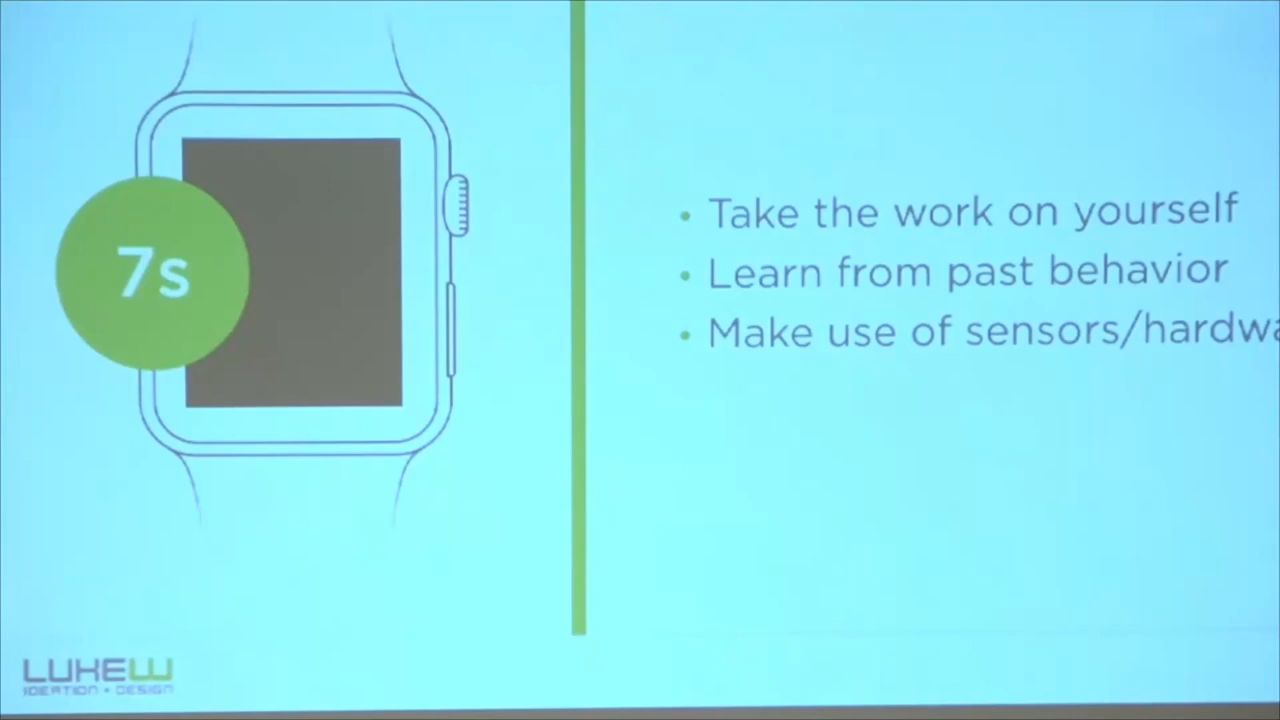 7s
• Take the work on yourself
• Learn from past behavior
• Make use of sensors/hardwa
LUKEW
IDEATION + DESIGN